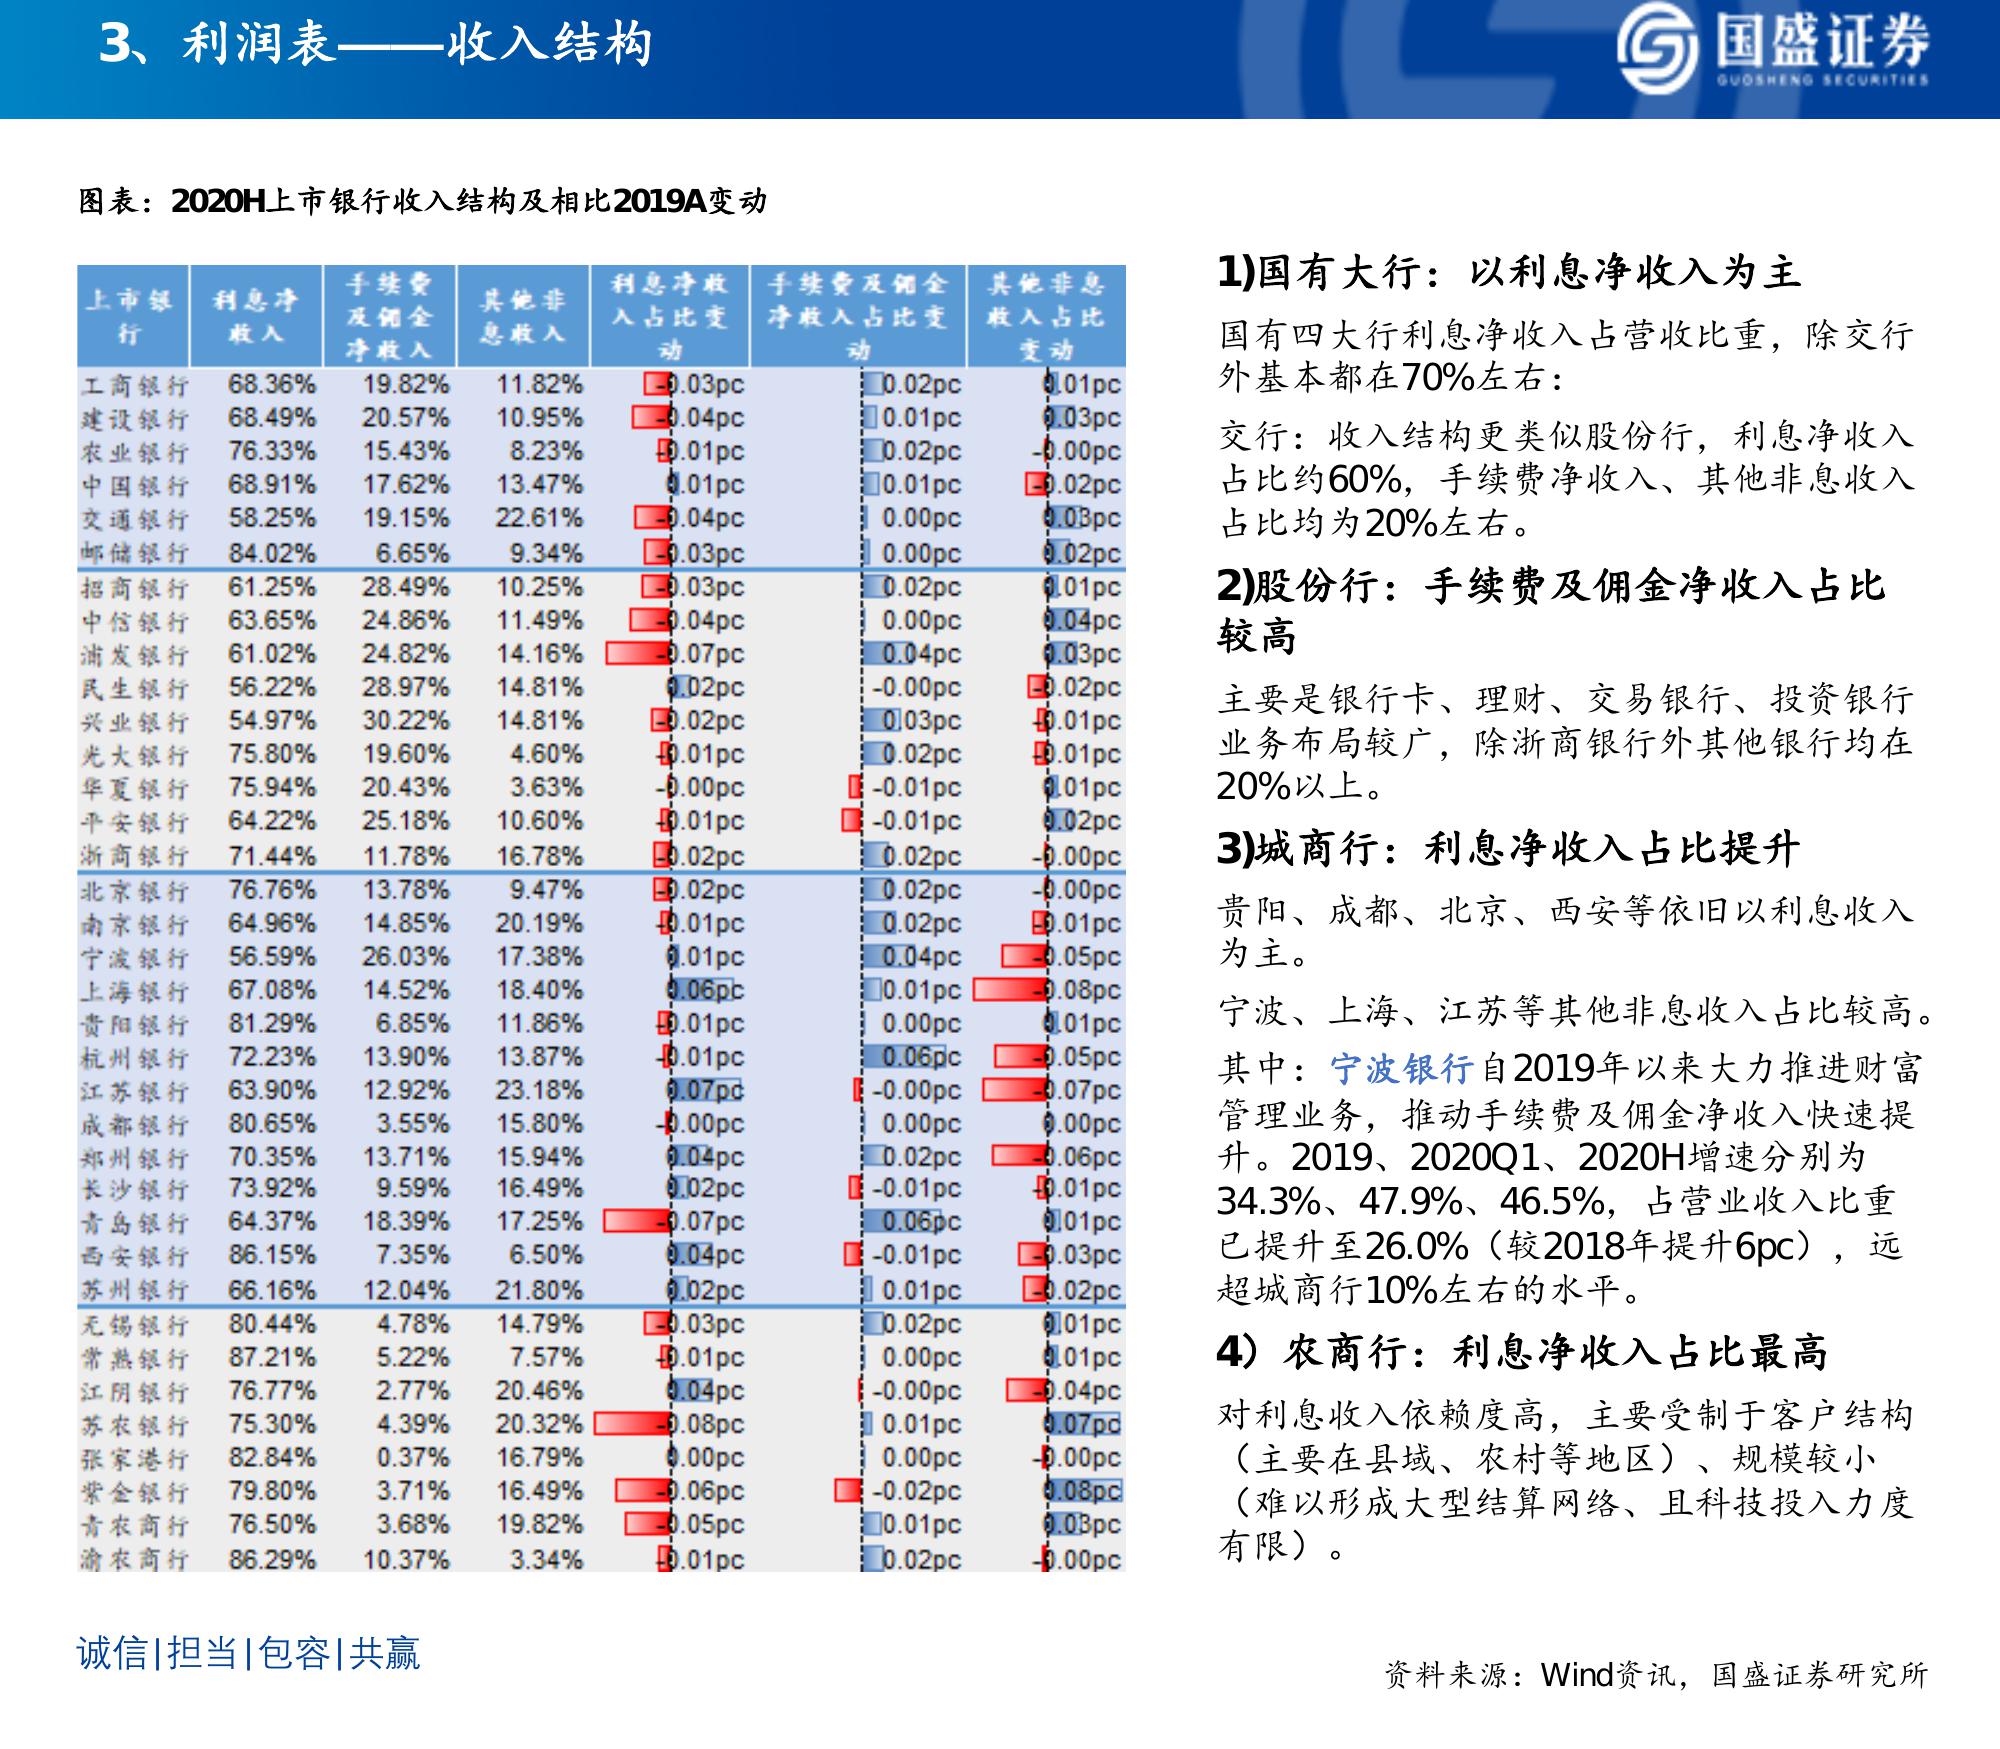 3、利润表——收入结构
国盛证券
GUOSHENG SECURITIES
图表：2020H上市银行收入结构及相比2019A变动
上市银行 利息净收入 手续费及佣金净收入 其他非息收入 利息净收入占比变动 手续费及佣金净收入占比变动 其他非息收入占比变动
工商银行 68.36% 19.82% 11.82% -0.03pc 0.02pc 0.01pc
建设银行 68.49% 20.57% 10.95% -0.04pc 0.01pc 0.03pc
农业银行 76.33% 15.43% 8.23% -0.01pc 0.02pc -0.00pc
中国银行 68.91% 17.62% 13.47% 0.01pc 0.01pc -0.02pc
交通银行 58.25% 19.15% 22.61% -0.04pc 0.00pc 0.03pc
邮储银行 84.02% 6.65% 9.34% -0.03pc 0.00pc 0.02pc
招商银行 61.25% 28.49% 10.25% -0.03pc 0.02pc 0.01pc
中信银行 63.65% 24.86% 11.49% -0.04pc 0.00pc 0.04pc
浦发银行 61.02% 24.82% 14.16% -0.07pc 0.04pc 0.03pc
民生银行 56.22% 28.97% 14.81% 0.02pc -0.00pc -0.02pc
兴业银行 54.97% 30.22% 14.81% -0.02pc 0.03pc -0.01pc
光大银行 75.80% 19.60% 4.60% -0.01pc 0.02pc -0.01pc
华夏银行 75.94% 20.43% 3.63% -0.00pc -0.01pc 0.01pc
平安银行 64.22% 25.18% 10.60% -0.01pc -0.01pc 0.02pc
浙商银行 71.44% 11.78% 16.78% -0.02pc 0.02pc -0.00pc
北京银行 76.76% 13.78% 9.47% -0.02pc 0.02pc -0.00pc
南京银行 64.96% 14.85% 20.19% -0.01pc 0.02pc -0.01pc
宁波银行 56.59% 26.03% 17.38% 0.01pc 0.04pc -0.05pc
上海银行 67.08% 14.52% 18.40% 0.06pc 0.01pc -0.08pc
贵阳银行 81.29% 6.85% 11.86% -0.01pc 0.00pc 0.01pc
杭州银行 72.23% 13.90% 13.87% -0.01pc 0.06pc -0.05pc
江苏银行 63.90% 12.92% 23.18% 0.07pc -0.00pc -0.07pc
成都银行 80.65% 3.55% 15.80% -0.00pc 0.00pc 0.00pc
郑州银行 70.35% 13.71% 15.94% 0.04pc 0.02pc -0.06pc
长沙银行 73.92% 9.59% 16.49% 0.02pc -0.01pc -0.01pc
青岛银行 64.37% 18.39% 17.25% -0.07pc 0.06pc 0.01pc
西安银行 86.15% 7.35% 6.50% 0.04pc -0.01pc -0.03pc
苏州银行 66.16% 12.04% 21.80% 0.02pc 0.01pc -0.02pc
无锡银行 80.44% 4.78% 14.79% -0.03pc 0.02pc 0.01pc
常熟银行 87.21% 5.22% 7.57% -0.01pc 0.00pc 0.01pc
江阴银行 76.77% 2.77% 20.46% 0.04pc -0.00pc -0.04pc
苏农银行 75.30% 4.39% 20.32% -0.08pc 0.01pc 0.07pc
张家港行 82.84% 0.37% 16.79% 0.00pc 0.00pc -0.00pc
紫金银行 79.80% 3.71% 16.49% -0.06pc -0.02pc 0.08pc
青农商行 76.50% 3.68% 19.82% -0.05pc 0.01pc 0.03pc
渝农商行 86.29% 10.37% 3.34% -0.01pc 0.02pc -0.00pc
1)国有大行：以利息净收入为主
国有四大行利息净收入占营收比重，除交行
外基本都在70%左右：
交行：收入结构更类似股份行，利息净收入
占比约60%，手续费净收入、其他非息收入
占比均为20%左右。
2)股份行：手续费及佣金净收入占比
较高
主要是银行卡、理财、交易银行、投资银行
业务布局较广，除浙商银行外其他银行均在
20%以上。
3)城商行：利息净收入占比提升
贵阳、成都、北京、西安等依旧以利息收入
为主。
宁波、上海、江苏等其他非息收入占比较高。
其中：宁波银行自2019年以来大力推进财富
管理业务，推动手续费及佣金净收入快速提
升。2019、2020Q1、2020H增速分别为
34.3%、47.9%、46.5%，占营业收入比重
已提升至26.0%（较2018年提升6pc），远
超城商行10%左右的水平。
4）农商行：利息净收入占比最高
对利息收入依赖度高，主要受制于客户结构
（主要在县域、农村等地区）、规模较小
（难以形成大型结算网络、且科技投入力度
有限）。
诚信|担当|包容|共赢
资料来源：Wind资讯，国盛证券研究所